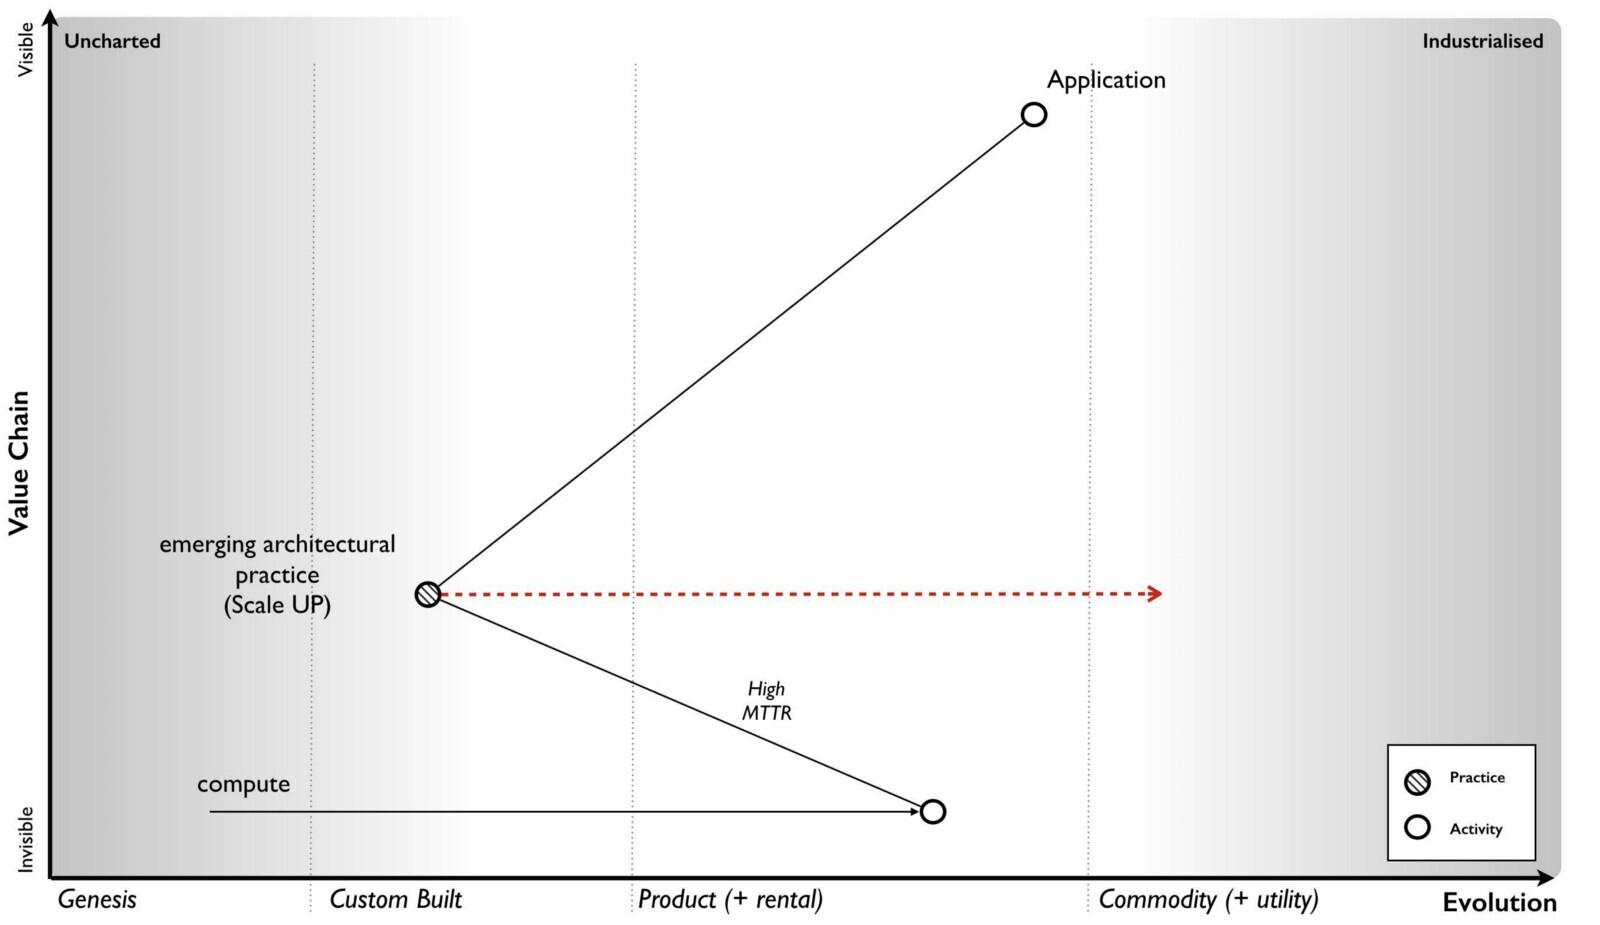 Visible
Uncharted
Industrialised
Application
Value Chain
emerging architectural
practice
(Scale UP)
High
MTTR
compute
Practice
Activity
Invisible
Genesis
Custom Built
Product (+ rental)
Commodity (+ utility)
Evolution